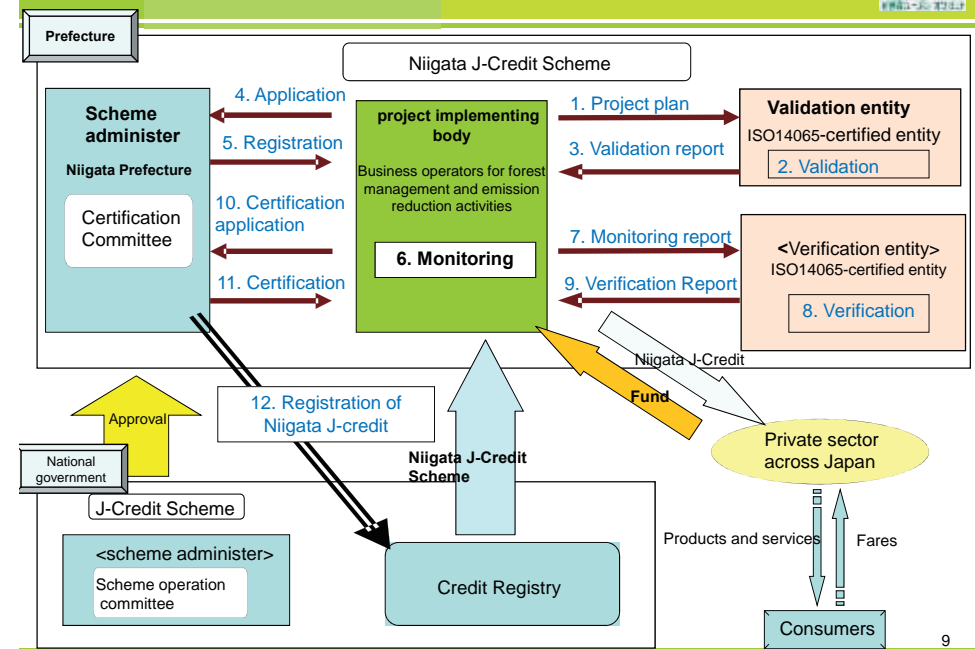 Prefecture
Niigata J-Credit Scheme
Scheme
administer
Niigata Prefecture
Certification
Committee
4. Application
5. Registration
10. Certification
application
11. Certification
project implementing
body
Business operators for forest
management and emission
reduction activities
6. Monitoring
1. Project plan
3. Validation report
7. Monitoring report
9. Verification Report
Validation entity
ISO14065-certified entity
2. Validation
<Verification entity>
ISO14065-certified entity
8. Verification
Niigata J-Credit
Fund
Approval
12. Registration of
Niigata J-credit
Niigata J-Credit
Scheme
Private sector
across Japan
National
government
J-Credit Scheme
<scheme administer>
Scheme operation
committee
Credit Registry
Products and services
Fares
Consumers
9